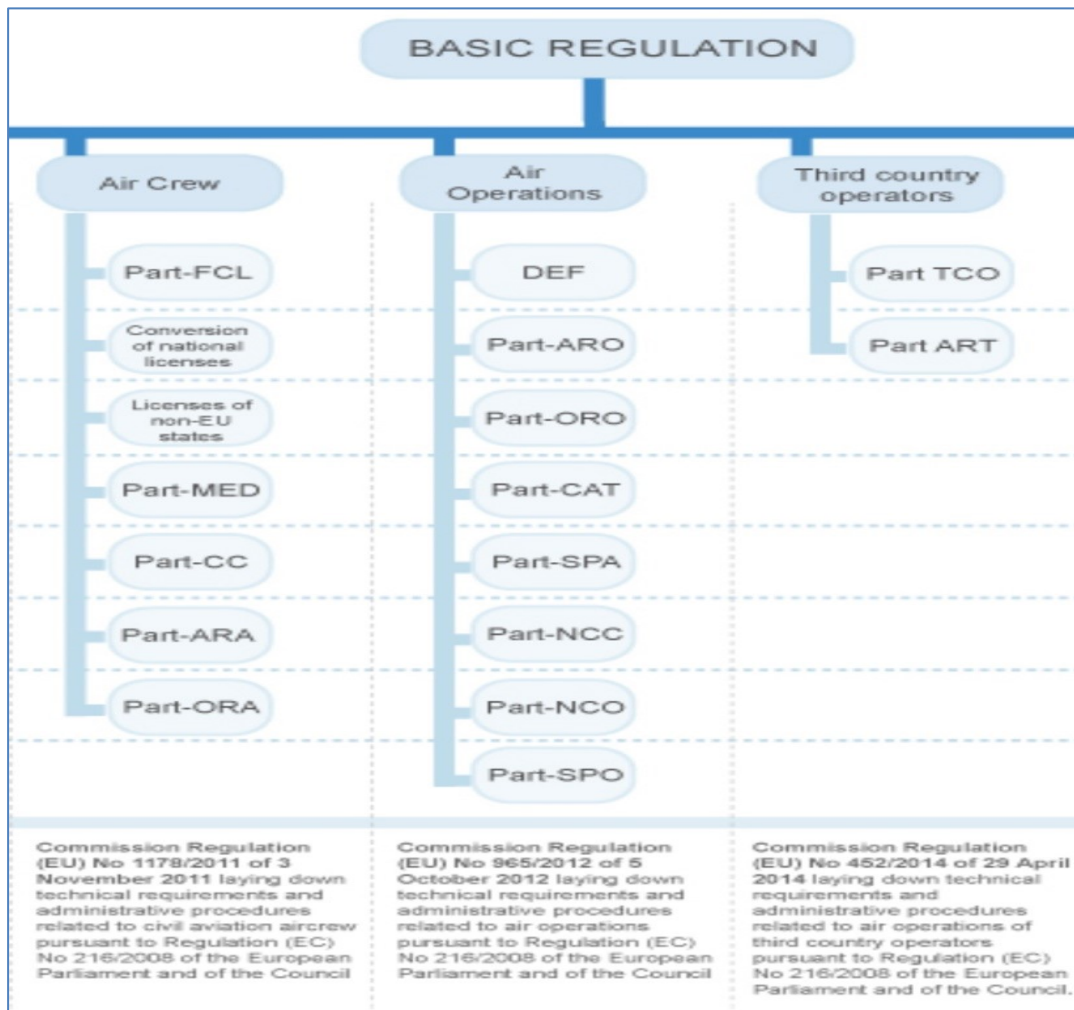 BASIC REGULATION
Air Crew
Part-FCL
Conversion
of national
licenses
Licenses of
non-EU
states
Part-MED
Part-CC
Part-ARA
Part-ORA
Air
Operations
DEF
Part-ARO
Part-ORO
Part-CAT
Part-SPA
Part-NCC
Part-NCO
Part-SPO
Third country
operators
Part TCO
Part ART
Commission Regulation
(EU) No 1178/2011 of 3
November 2011 laying down
technical requirements and
administrative procedures
related to civil aviation aircrew
pursuant to Regulation (EC)
No 216/2008 of the European
Parliament and of the Council
Commission Regulation
(EU) No 965/2012 of 5
October 2012 laying down
technical requirements and
administrative procedures
related to air operations
pursuant to Regulation (EC)
No 216/2008 of the European
Parliament and of the Council
Commission Regulation
(EU) No 452/2014 of 29 April
2014 laying down technical
requirements and
administrative procedures
related to air operations of
third country operators
pursuant to Regulation (EC)
No 216/2008 of the European
Parliament and of the Council.